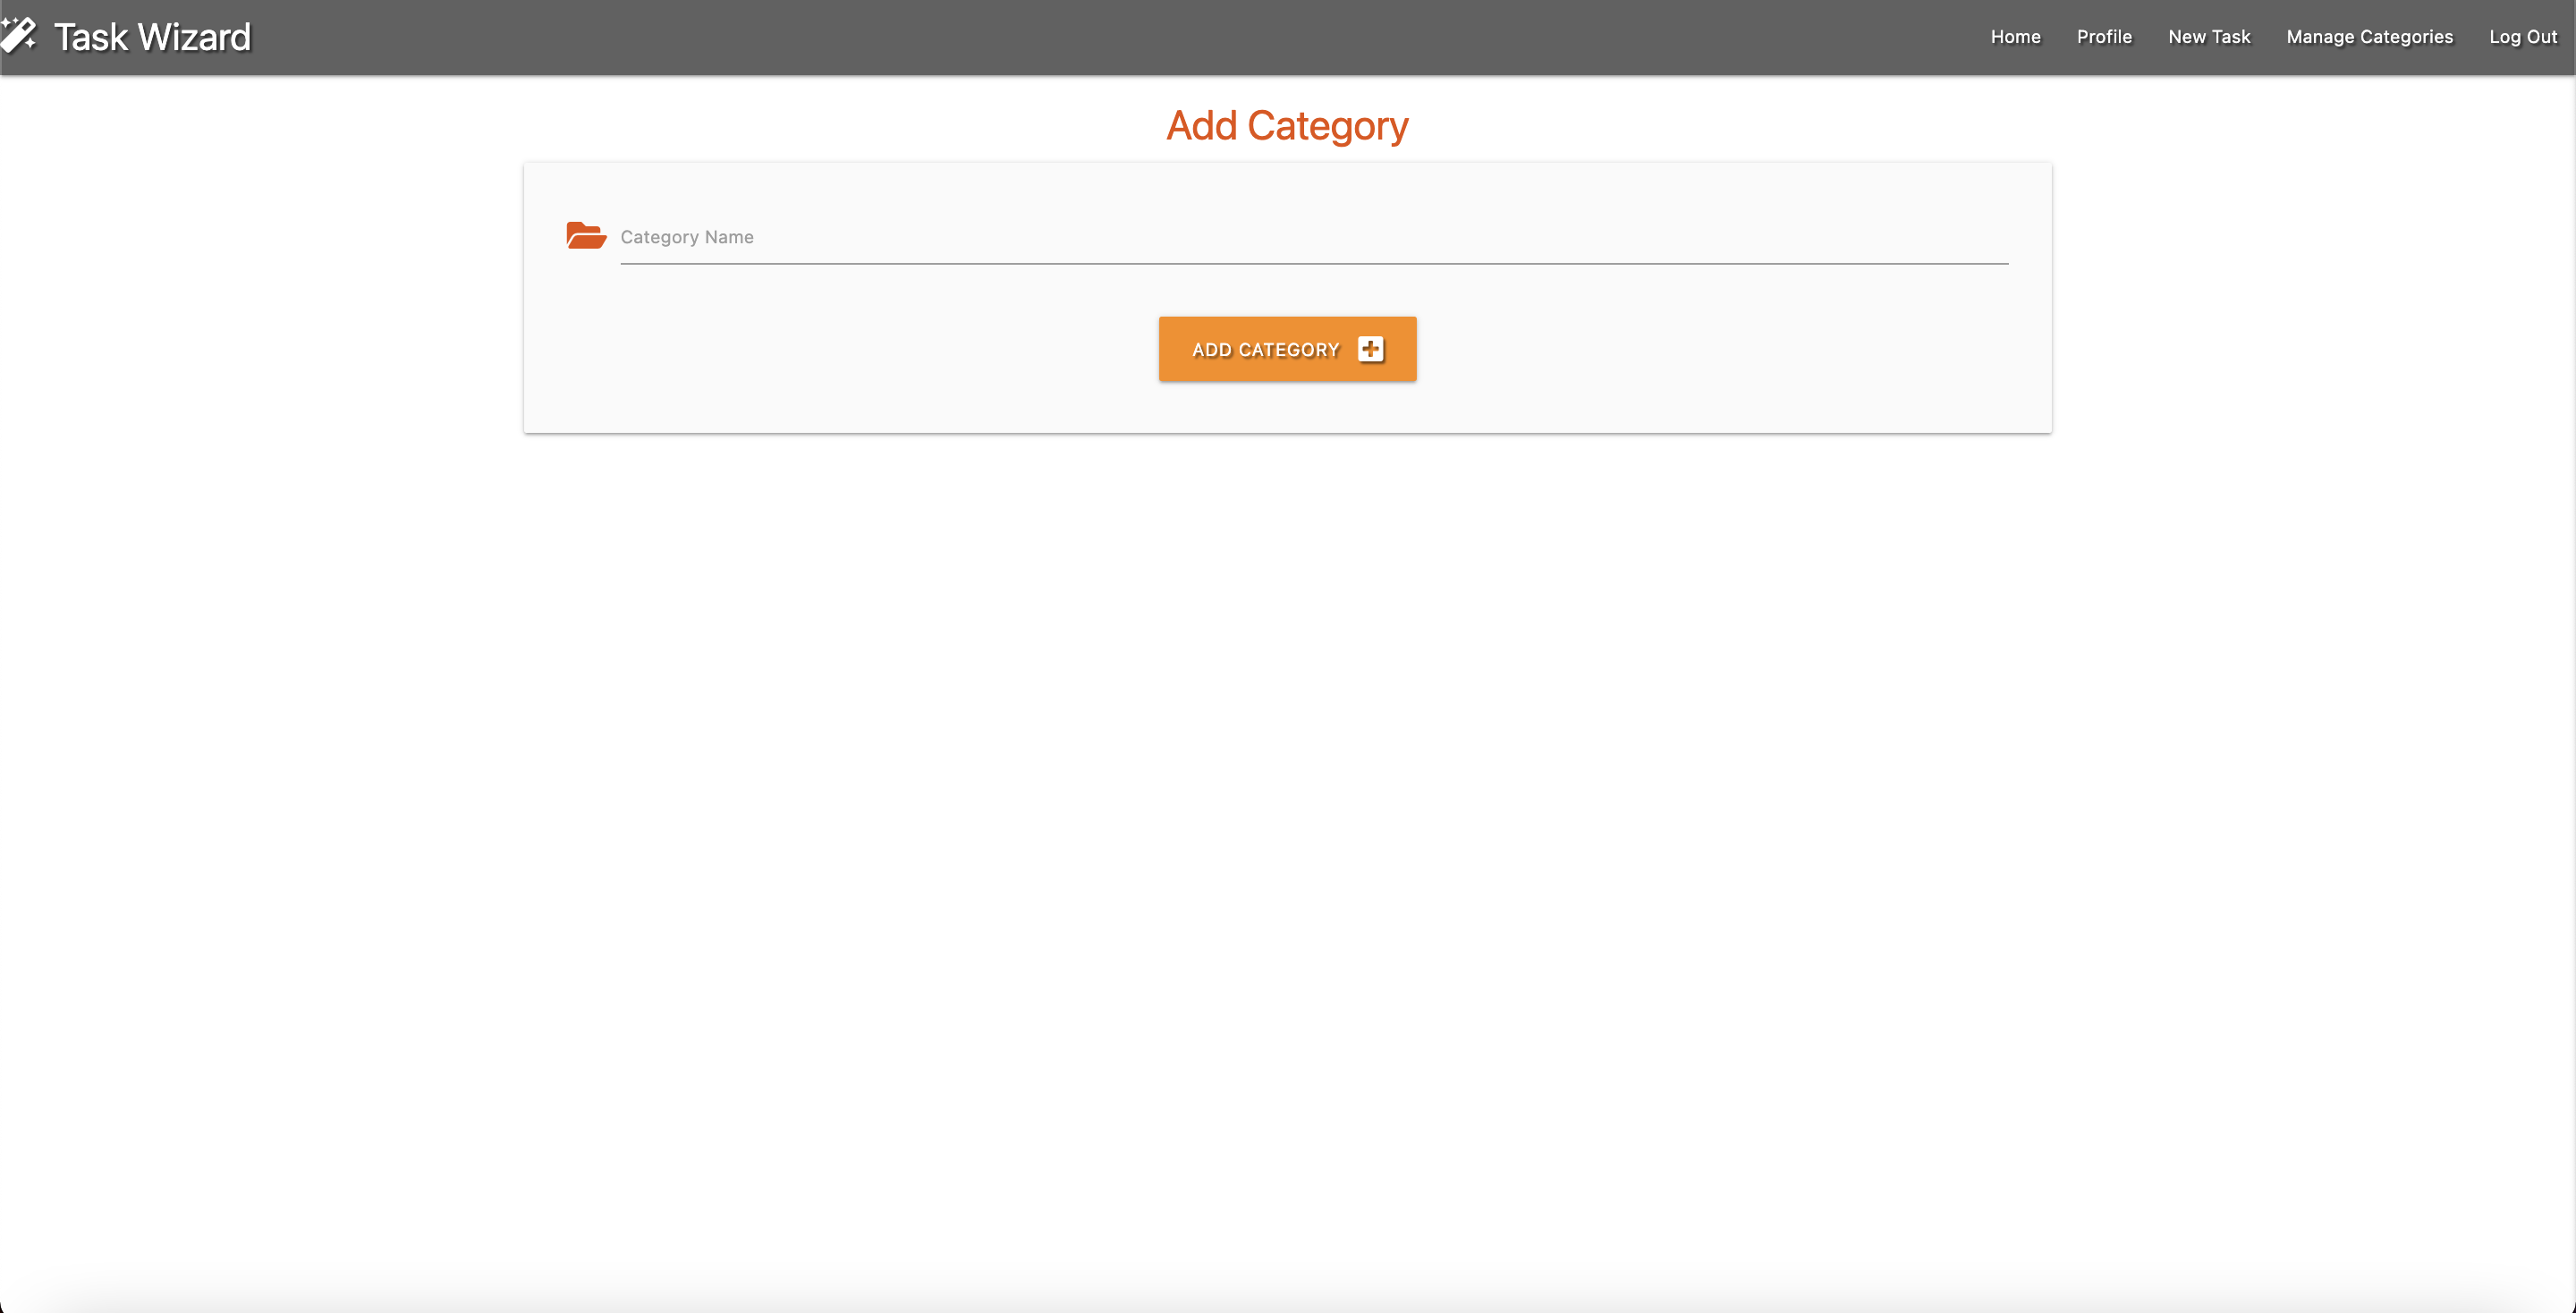 Task Wizard
Home Profile New Task Manage Categories Log Out
Add Category
Category Name
ADD CATEGORY